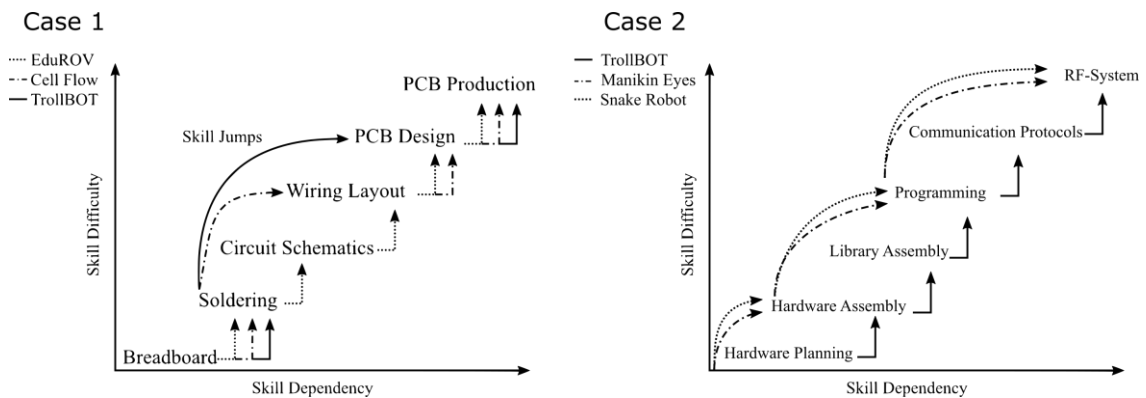 Case 1
EduROV
Cell Flow
TrollBOT
Skill Jumps
PCB Production
PCB Design
Wiring Layout
Circuit Schematics
Soldering
Breadboard
Skill Difficulty
Skill Dependency
Case 2
TrollBOT
Manikin Eyes
Snake Robot
RF-System
Communication Protocols
Programming
Library Assembly
Hardware Assembly
Hardware Planning
Skill Difficulty
Skill Dependency